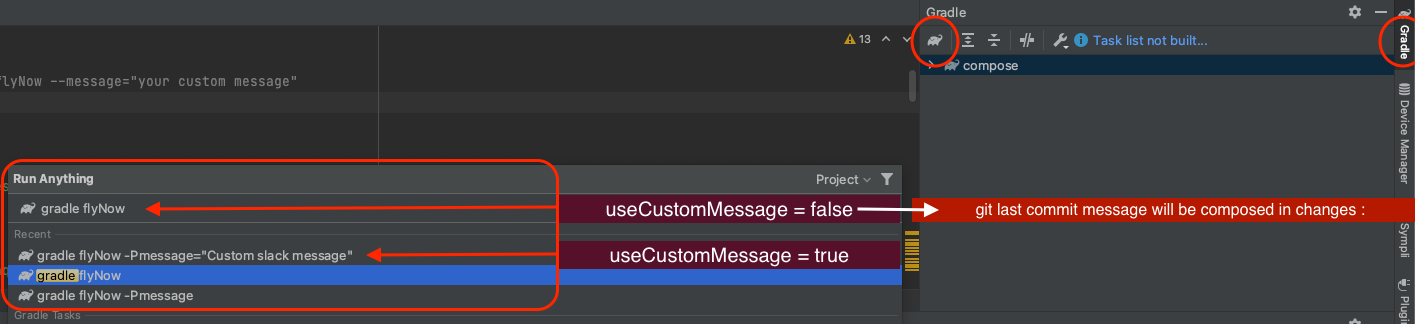 Gradle
13
flyNow --message="your custom message"
Task list not built...
compose
Gradle
Device Manager
Run Anything
Project
gradle flyNow
useCustomMessage = false
git last commit message will be composed in changes :
Recent
gradle flyNow -Pmessage="Custom slack message"
useCustomMessage = true
gradle flyNow
gradle flyNow -Pmessage
Gradle Tasks
Sympli
Plugin